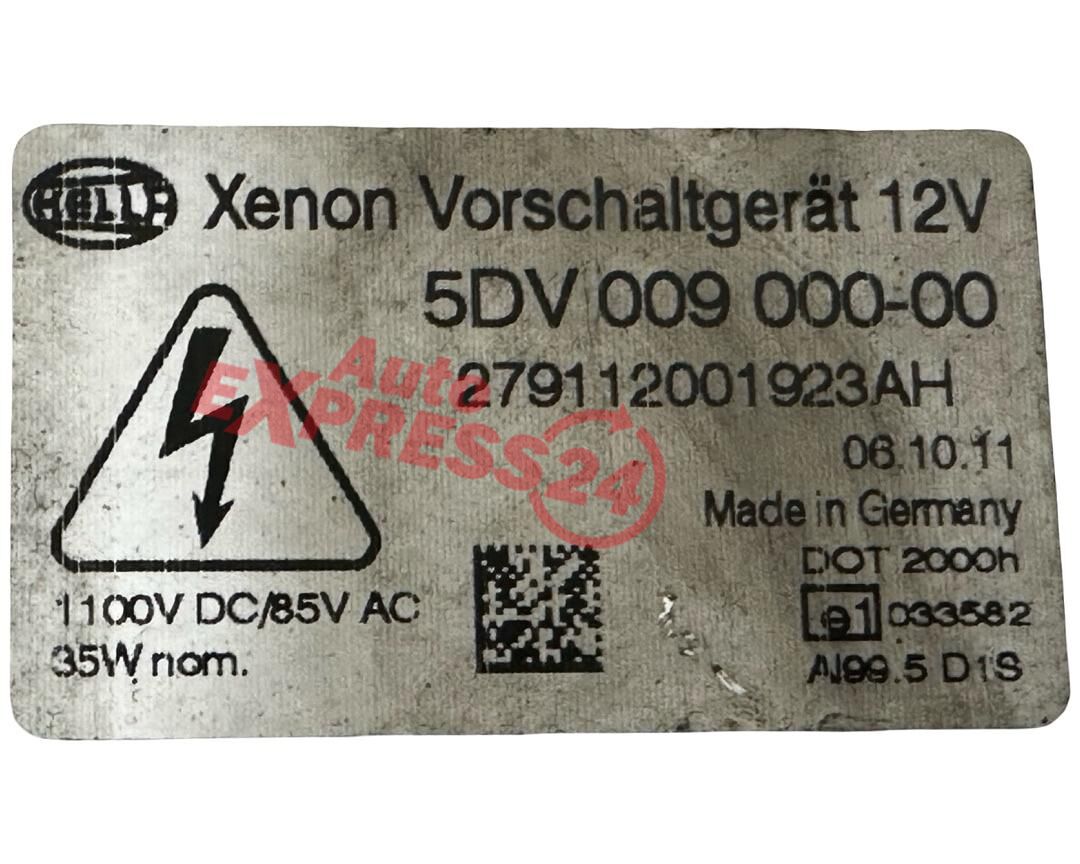 HELLA Xenon Vorschaltgerät 12V
5DV 009 000-00
279112001923AH
Auto
EXPRESS24
06.10.11
Made in Germany
DOT 2000h
1100V DC/85V AC
e1 033582
35W nom.
Al99.5 D1S